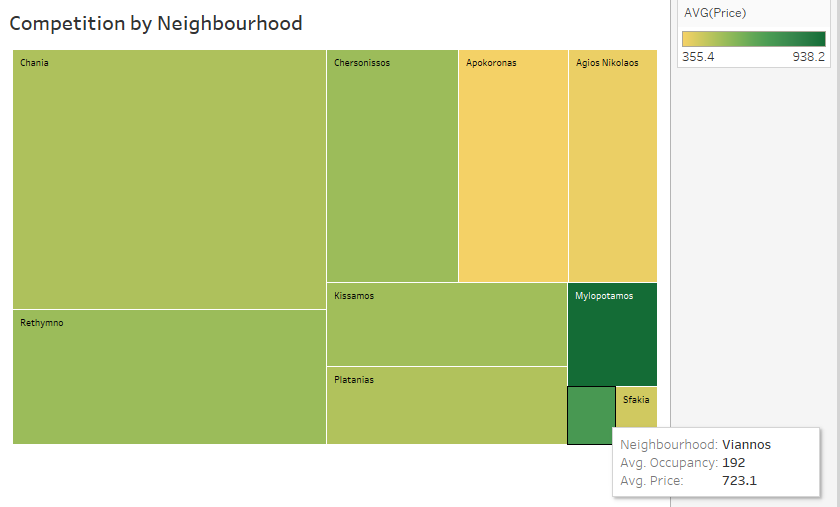 Competition by Neighbourhood
AVG(Price)
355.4 938.2
Chania
Chersonissos
Apokoronas
Agios Nikolaos
Kissamos
Mylopotamos
Rethymno
Platanias
Sfakia
Neighbourhood: Viannos
Avg. Occupancy: 192
Avg. Price: 723.1